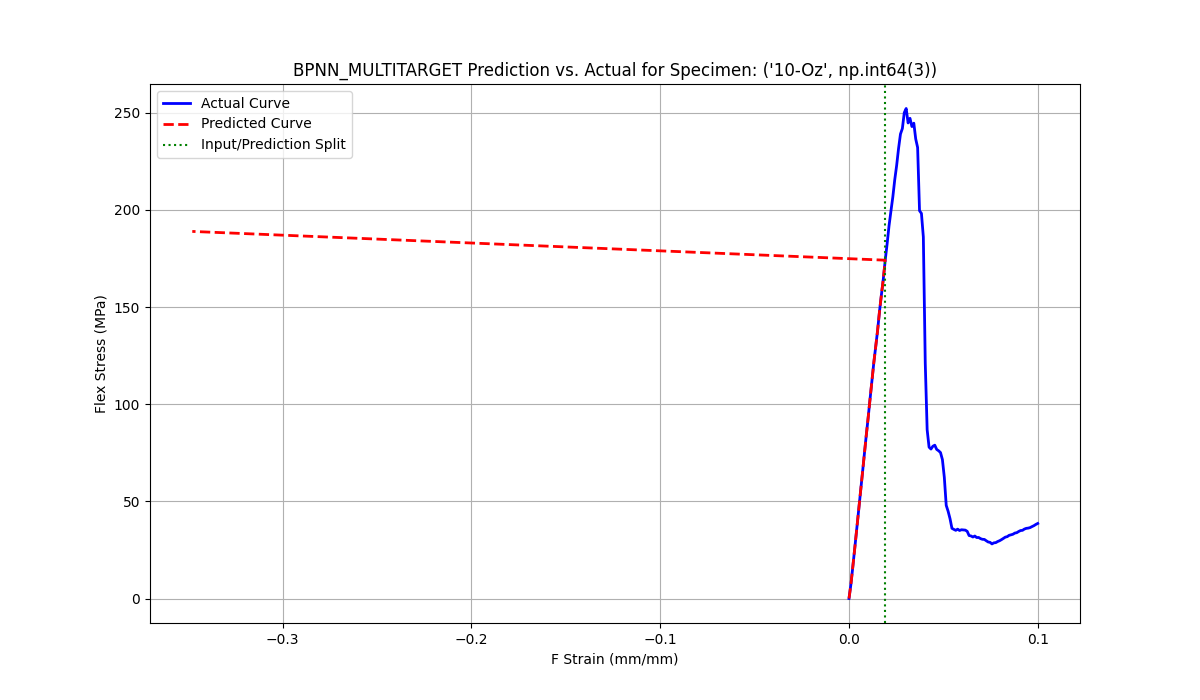 BPNN_MULTITARGET Prediction vs. Actual for Specimen: ('10-Oz', np.int64(3))
Actual Curve
Predicted Curve
Input/Prediction Split
Flex Stress (MPa)
250
200
150
100
50
0
−0.3
−0.2
−0.1
0.0
0.1
F Strain (mm/mm)